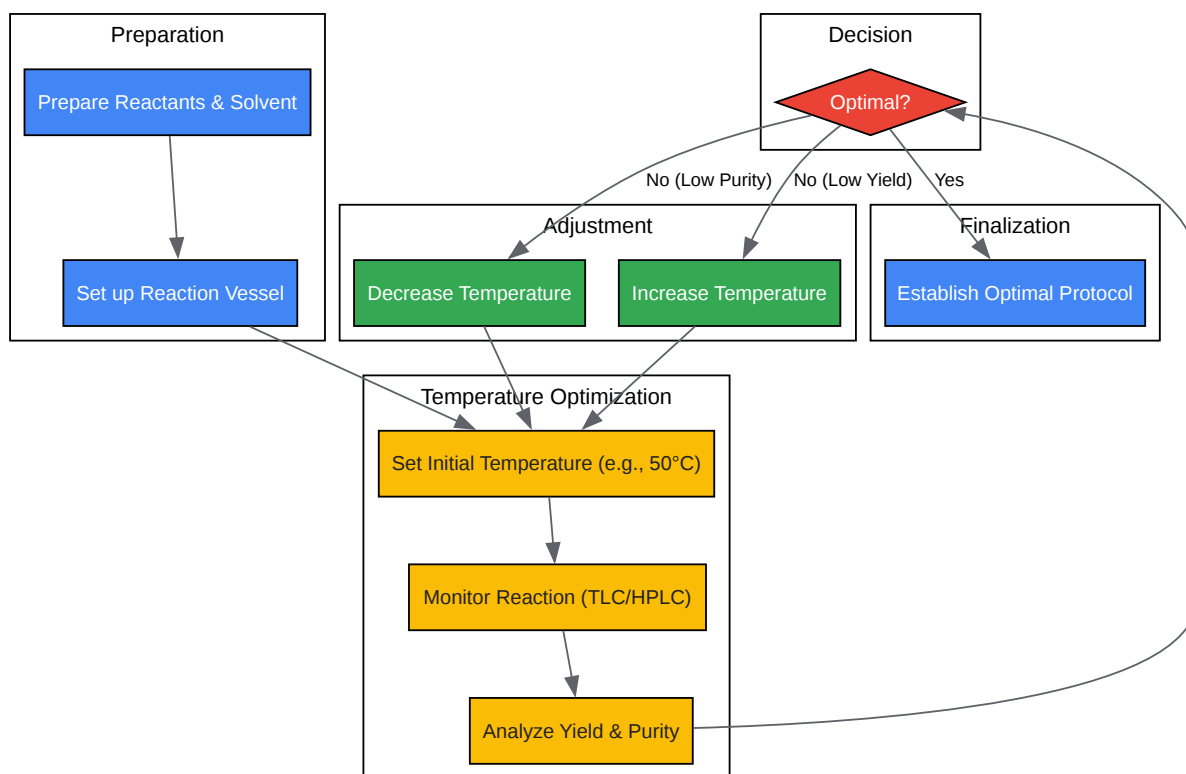 Preparation
Prepare Reactants & Solvent
Set up Reaction Vessel
Decision
Optimal?
No (Low Purity)
No (Low Yield)
Yes
Adjustment
Decrease Temperature
Increase Temperature
Finalization
Establish Optimal Protocol
Temperature Optimization
Set Initial Temperature (e.g., 50°C)
Monitor Reaction (TLC/HPLC)
Analyze Yield & Purity